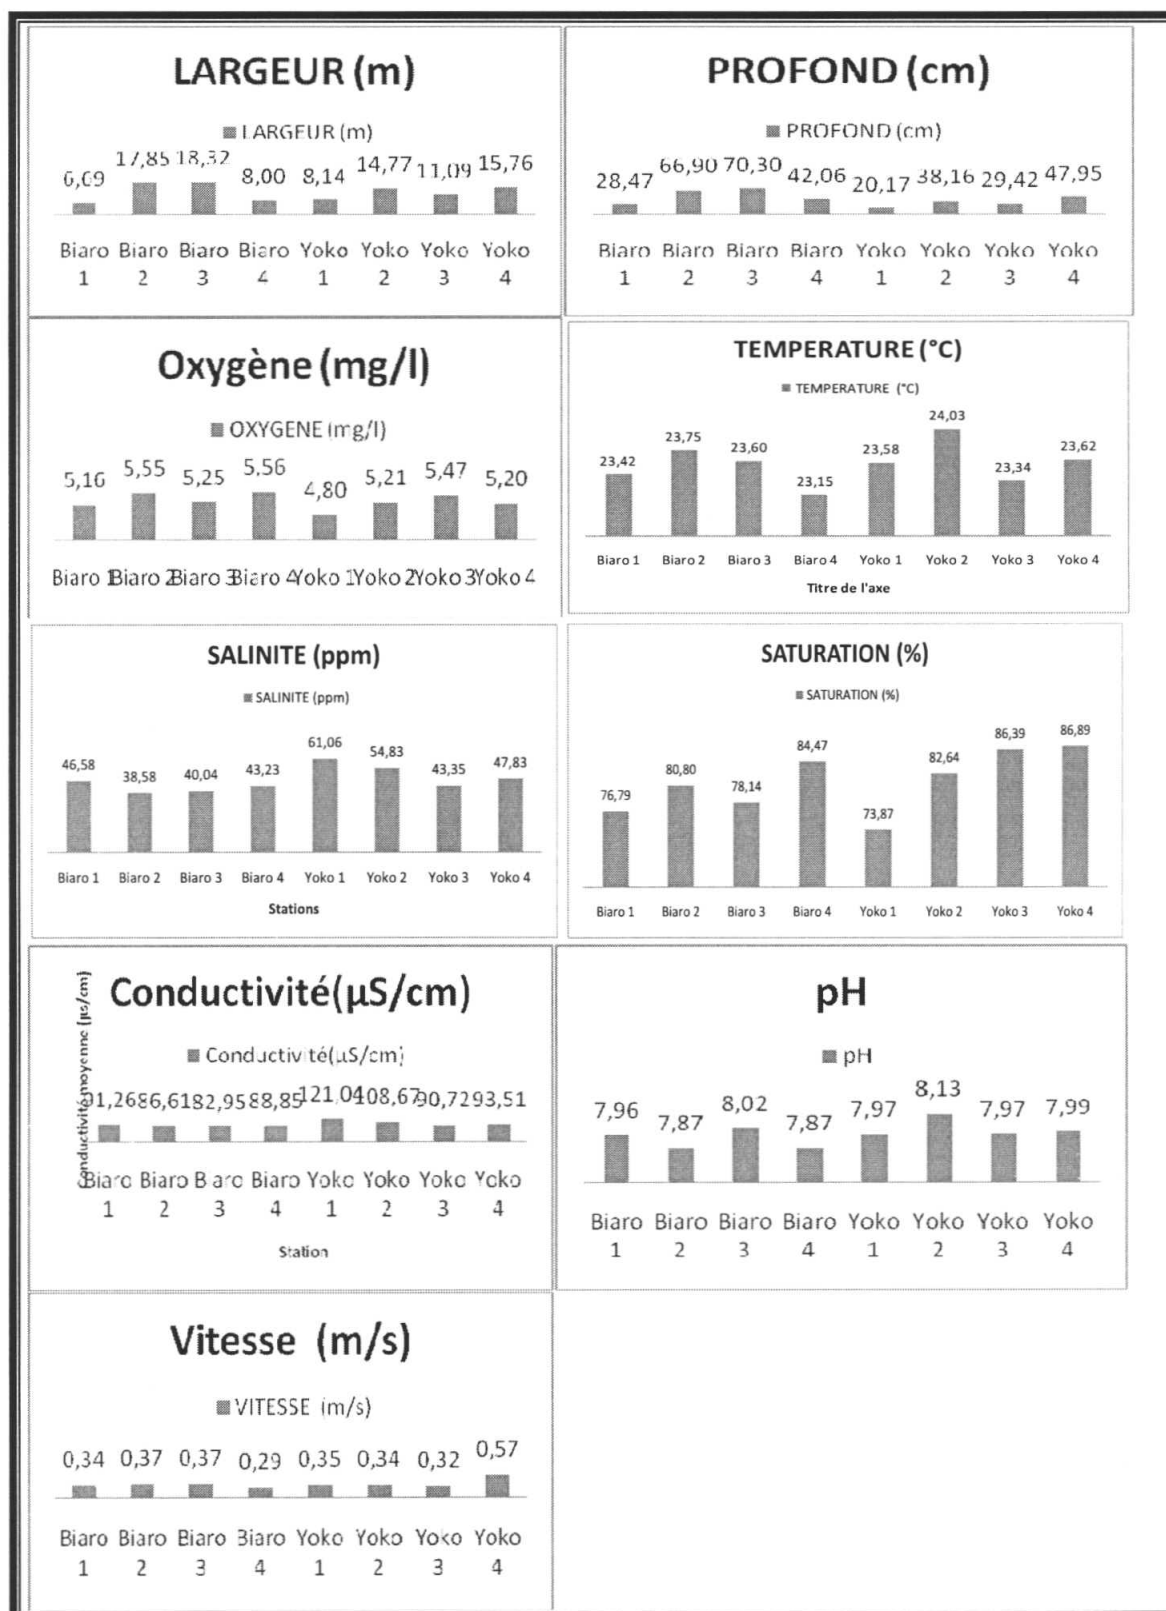 LARGEUR (m)
LARGEUR (m)
6,69 17,85 18,32 8,00 8,14 14,77 11,09 15,76
Biaro Biaro Biaro Biaro Yoko Yoko Yoko Yoko
1 2 3 4 1 2 3 4
PROFOND (cm)
PROFOND (cm)
28,47 66,90 70,30 42,06 20,17 38,16 29,42 47,95
Biaro Biaro Biaro Biaro Yoko Yoko Yoko Yoko
1 2 3 4 1 2 3 4
Oxygène (mg/l)
OXYGENE (mg/l)
5,16 5,55 5,25 5,56 4,80 5,21 5,47 5,20
Biaro 1 Biaro 2 Biaro 3 Biaro 4 Yoko 1 Yoko 2 Yoko 3 Yoko 4
TEMPERATURE (°C)
TEMPERATURE (°C)
23,42 23,75 23,60 23,15 23,58 24,03 23,34 23,62
Biaro 1 Biaro 2 Biaro 3 Biaro 4 Yoko 1 Yoko 2 Yoko 3 Yoko 4
Titre de l'axe
SALINITE (ppm)
SALINITE (ppm)
46,58 38,58 40,04 43,23 61,06 54,83 43,35 47,83
Biaro 1 Biaro 2 Biaro 3 Biaro 4 Yoko 1 Yoko 2 Yoko 3 Yoko 4
Stations
SATURATION (%)
SATURATION (%)
76,79 80,80 78,14 84,47 73,87 82,64 86,39 86,89
Biaro 1 Biaro 2 Biaro 3 Biaro 4 Yoko 1 Yoko 2 Yoko 3 Yoko 4
Conductivité(µS/cm)
Conductivité moyenne (µs/cm)
Conductivité(µS/cm)
91,26 86,61 82,95 88,85 121,04 108,67 90,72 93,51
Biaro Biaro Biaro Biaro Yoko Yoko Yoko Yoko
1 2 3 4 1 2 3 4
Station
pH
pH
7,96 7,87 8,02 7,87 7,97 8,13 7,97 7,99
Biaro Biaro Biaro Biaro Yoko Yoko Yoko Yoko
1 2 3 4 1 2 3 4
Vitesse (m/s)
VITESSE (m/s)
0,34 0,37 0,37 0,29 0,35 0,34 0,32 0,57
Biaro Biaro Biaro Biaro Yoko Yoko Yoko Yoko
1 2 3 4 1 2 3 4